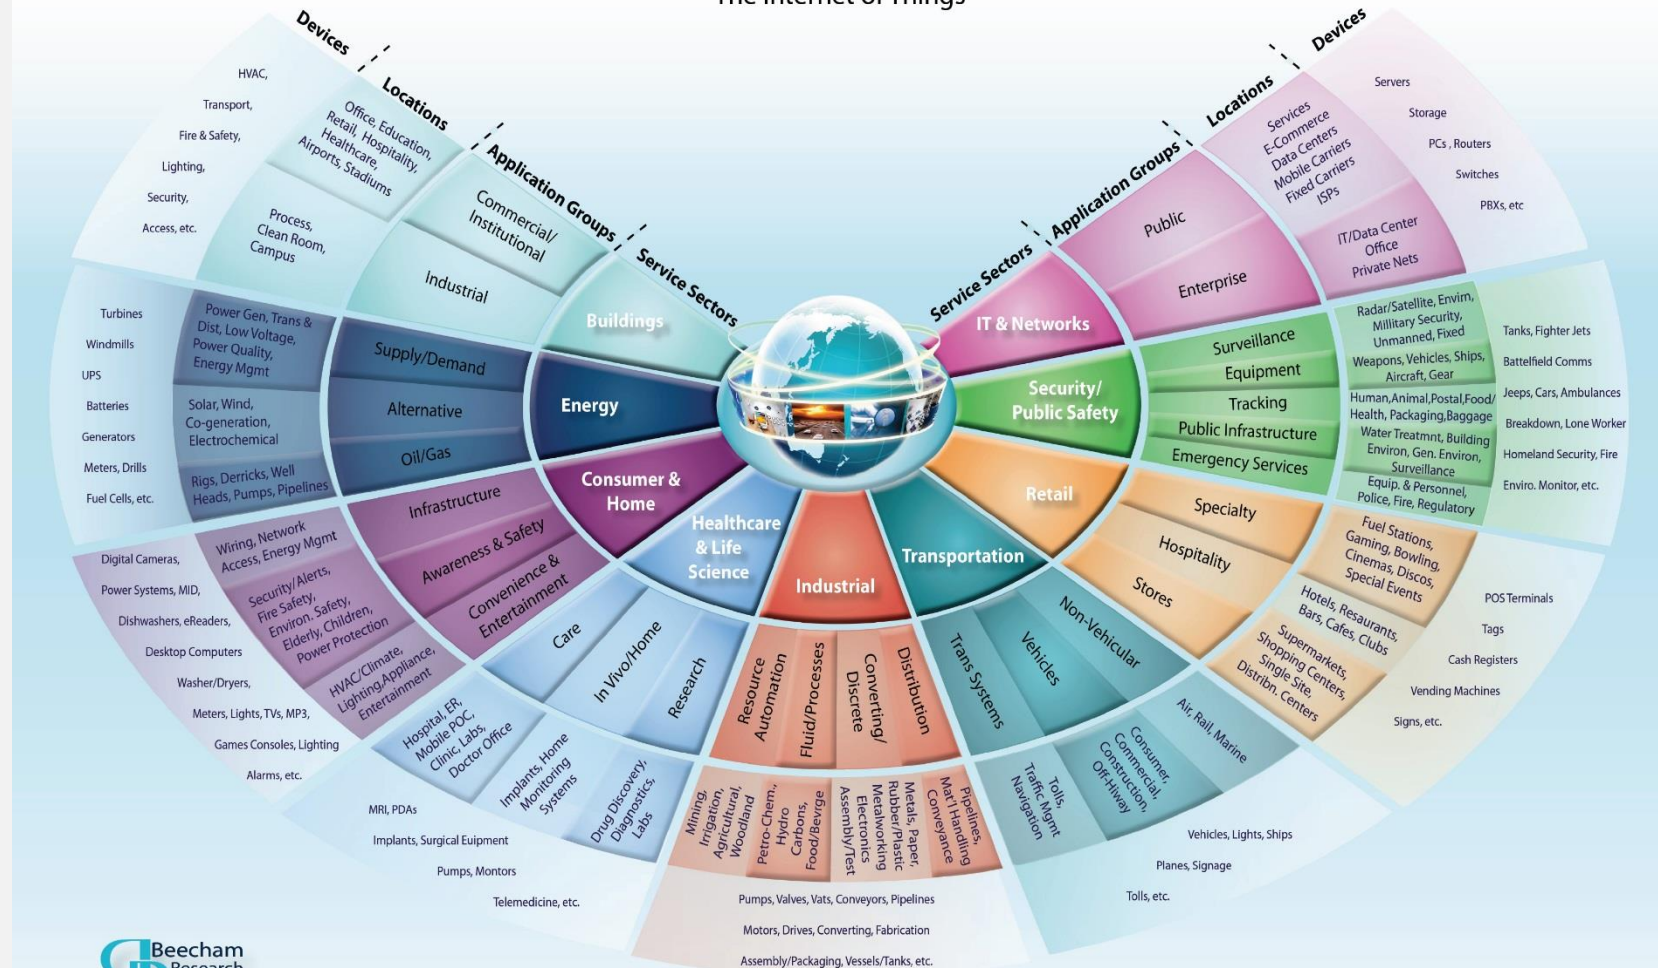 The Internet of Things
Devices
Locations
Application Groups
Service Sectors
Service Sectors
Application Groups
Locations
Devices
HVAC,
Transport,
Fire & Safety,
Lighting,
Security,
Access, etc.
Office, Education,
Retail, Hospitality,
Healthcare,
Airports, Stadiums
Process,
Clean Room,
Campus
Commercial/
Institutional
Industrial
Buildings
Turbines
Windmills
UPS
Batteries
Generators
Meters, Drills
Fuel Cells, etc.
Power Gen, Trans &
Dist, Low Voltage,
Power Quality,
Energy Mgmt
Solar, Wind,
Co-generation,
Electrochemical
Rigs, Derricks, Well
Heads, Pumps, Pipelines
Supply/Demand
Alternative
Oil/Gas
Energy
Digital Cameras,
Power Systems, MID,
Dishwashers, eReaders,
Desktop Computers
Washer/Dryers,
Meters, Lights, TVs, MP3,
Games Consoles, Lighting
Alarms, etc.
Wiring, Network
Access, Energy Mgmt
Security/Alerts,
Fire Safety,
Environ. Safety,
Elderly, Children,
Power Protection
HVAC/Climate,
Lighting,Appliance,
Entertainment
Infrastructure
Awareness & Safety
Convenience &
Entertainment
Consumer &
Home
MRI, PDAs
Implants, Surgical Euipment
Pumps, Montors
Telemedicine, etc.
Hospital, ER,
Mobile POC,
Clinic, Labs,
Doctor Office
Implants, Home
Monitoring
Systems
Drug Discovery,
Diagnostics,
Labs
Care
In Vivo/Home
Research
Healthcare
& Life
Science
Industrial
Resource
Automation
Fluid/Processes
Converting/
Discrete
Distribution
Mining,
Irrigation,
Agricultural,
Woodland
Petro-Chem.,
Hydro
Carbons,
Food/Bevrge
Metals, Paper,
Rubber/Plastic
Metalworking
Electronics
Assembly/Test
Pipelines,
Mat'l Handling
Conveyance
Pumps, Valves, Vats, Conveyors, Pipelines
Motors, Drives, Converting, Fabrication
Assembly/Packaging, Vessels/Tanks, etc.
Transportation
Trans Systems
Vehicles
Non-Vehicular
Tolls,
Traffic Mgmt
Navigation
Consumer,
Commercial,
Construction,
Off-Hiway
Air, Rail, Marine
Vehicles, Lights, Ships
Planes, Signage
Tolls, etc.
Retail
Specialty
Hospitality
Stores
Fuel Stations,
Gaming, Bowling,
Cinemas, Discos,
Special Events
Hotels, Resaurants,
Bars, Cafes, Clubs
Supermarkets,
Shopping Centers,
Single Site,
Distribn. Centers
POS Terminals
Tags
Cash Registers
Vending Machines
Signs, etc.
Security/
Public Safety
Surveillance
Equipment
Tracking
Public Infrastructure
Emergency Services
Radar/Satellite, Envirn,
Millitary Security,
Unmanned, Fixed
Weapons, Vehicles, Ships,
Aircraft, Gear
Human,Animal,Postal,Food/
Health, Packaging,Baggage
Water Treatmnt, Building
Environ, Gen. Environ,
Surveillance
Equip. & Personnel,
Police, Fire, Regulatory
Tanks, Fighter Jets
Battelfield Comms
Jeeps, Cars, Ambulances
Breakdown, Lone Worker
Homeland Security, Fire
Enviro. Monitor, etc.
IT & Networks
Public
Enterprise
Services
E-Commerce
Data Centers
Mobile Carriers
Fixed Carriers
ISPs
IT/Data Center
Office
Private Nets
Servers
Storage
PCs , Routers
Switches
PBXs, etc
Beecham
Research